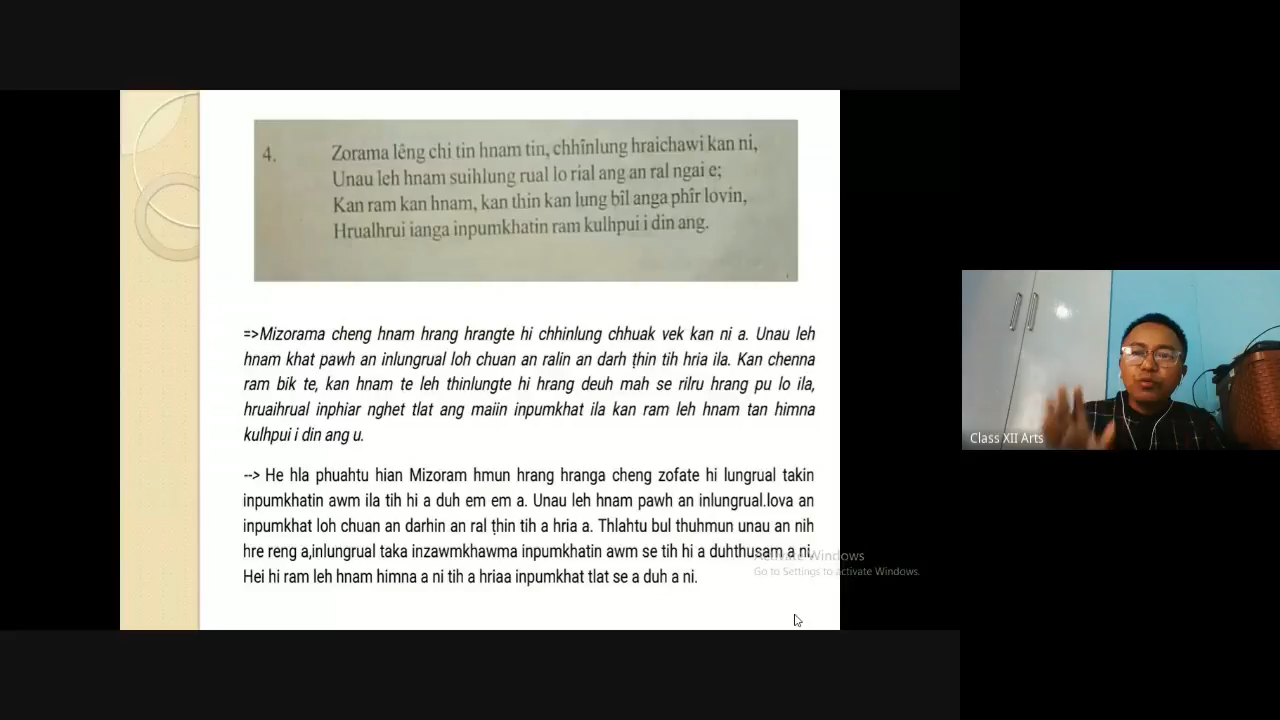 4. Zorama lêng chi tin hnam tin, chhînlung hraichawi kan ni,
Unau leh hnam suihlung rual lo rial ang an ral ngai e;
Kan ram kan hnam, kan thin kan lung bîl anga phîr lovin,
Hrualhrui ianga inpumkhatin ram kulhpui i din ang.
=>Mizorama cheng hnam hrang hrangte hi chhinlung chhuak vek kan ni a. Unau leh
hnam khat pawh an inlungrual loh chuan an ralin an darh ṭhin tih hria ila. Kan chenna
ram bik te, kan hnam te leh thinlungte hi hrang deuh mah se rilru hrang pu lo ila,
hruaihrual inphiar nghet tlat ang maiin inpumkhat ila kan ram leh hnam tan himna
kulhpui i din ang u.
--> He hla phuahtu hian Mizoram hmun hrang hranga cheng zofate hi lungrual takin
inpumkhatin awm ila tih hi a duh em em a. Unau leh hnam pawh an inlungrual.lova an
inpumkhat loh chuan an darhin an ral ṭhin tih a hria a. Thlahtu bul thuhmun unau an nih
hre reng a,inlungrual taka inzawmkhawma inpumkhatin awm se tih hi a duhthusam a ni.
Hei hi ram leh hnam himna a ni tih a hriaa inpumkhat tlat se a duh a ni.
Activate Windows
Go to Settings to activate Windows.
Class XII Arts